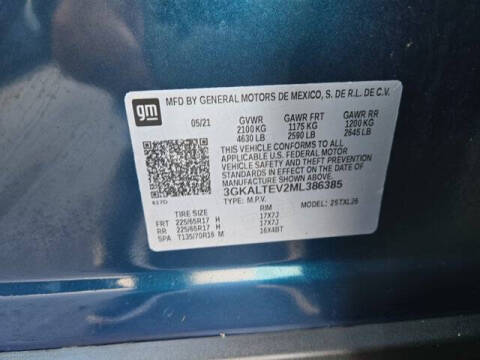 gm
MFD BY GENERAL MOTORS DE MEXICO, S. DE R.L. DE C.V.
05/21 GVWR GAWR FRT GAWR RR
2100 KG 1175 KG 1200 KG
4630 LB 2590 LB 2645 LB
THIS VEHICLE CONFORMS TO ALL
APPLICABLE U.S. FEDERAL MOTOR
VEHICLE SAFETY AND THEFT PREVENTION
STANDARDS IN EFFECT ON THE DATE OF
MANUFACTURE SHOWN ABOVE.
3GKALTEV2ML386385
TYPE: M.P.V. MODEL: 2STXL26
TIRE SIZE RIM
FRT 225/65R17 H 17X7J
RR 225/65R17 H 17X7J
SPA T135/70R16 M 16X4BT